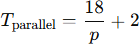 T_parallel = 18/p + 2